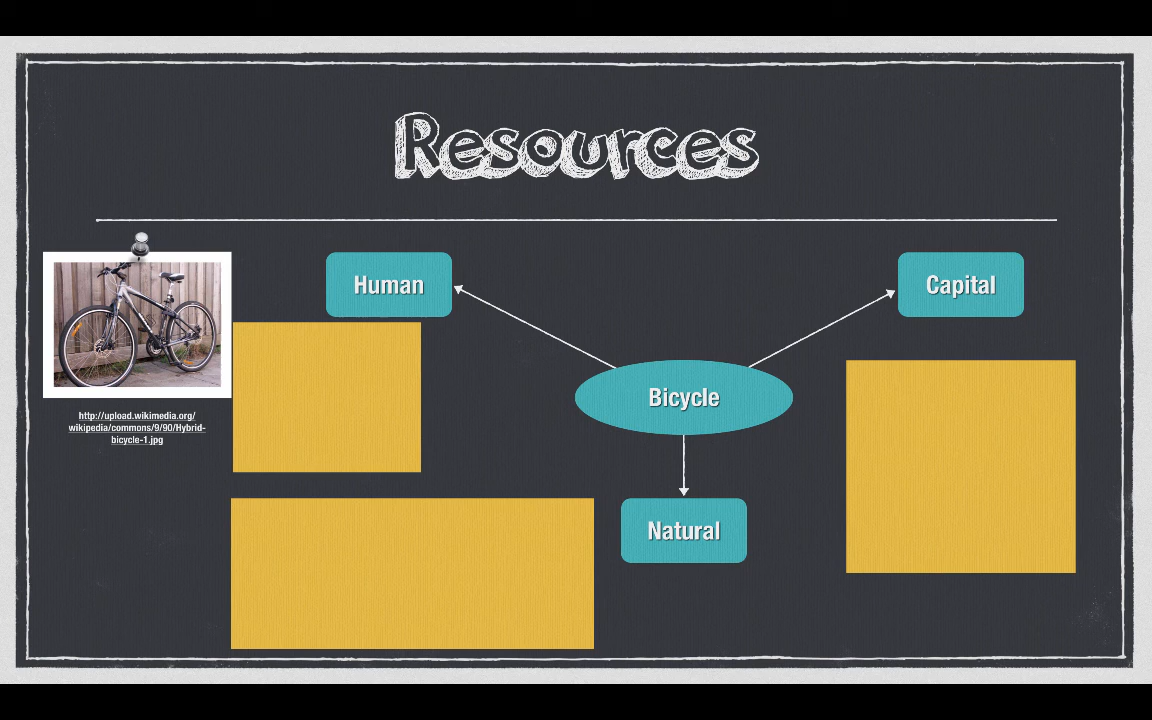 Resources
Human
Capital
Bicycle
http://upload.wikimedia.org/
wikipedia/commons/9/90/Hybrid-
bicycle-1.jpg
Natural